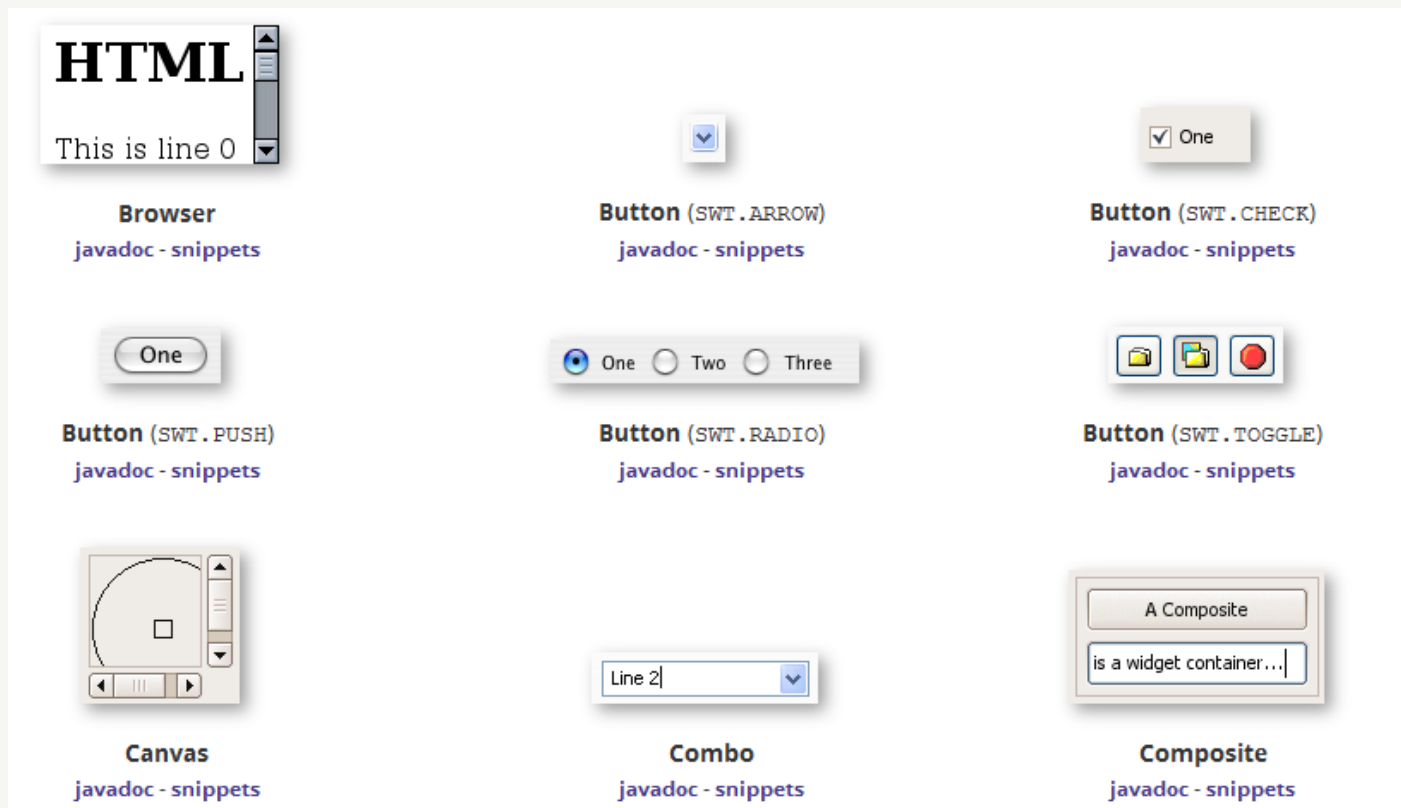 HTML
This is line 0
Browser
javadoc - snippets
Button (SWT.ARROW)
javadoc - snippets
One
Button (SWT.CHECK)
javadoc - snippets
One
Button (SWT.PUSH)
javadoc - snippets
One Two Three
Button (SWT.RADIO)
javadoc - snippets
Button (SWT.TOGGLE)
javadoc - snippets
Canvas
javadoc - snippets
Line 2
Combo
javadoc - snippets
A Composite
is a widget container...
Composite
javadoc - snippets